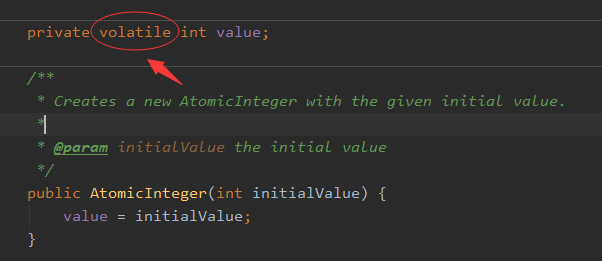 private volatile int value;
/**
* Creates a new AtomicInteger with the given initial value.
*
* @param initialValue the initial value
*/
public AtomicInteger(int initialValue) {
value = initialValue;
}